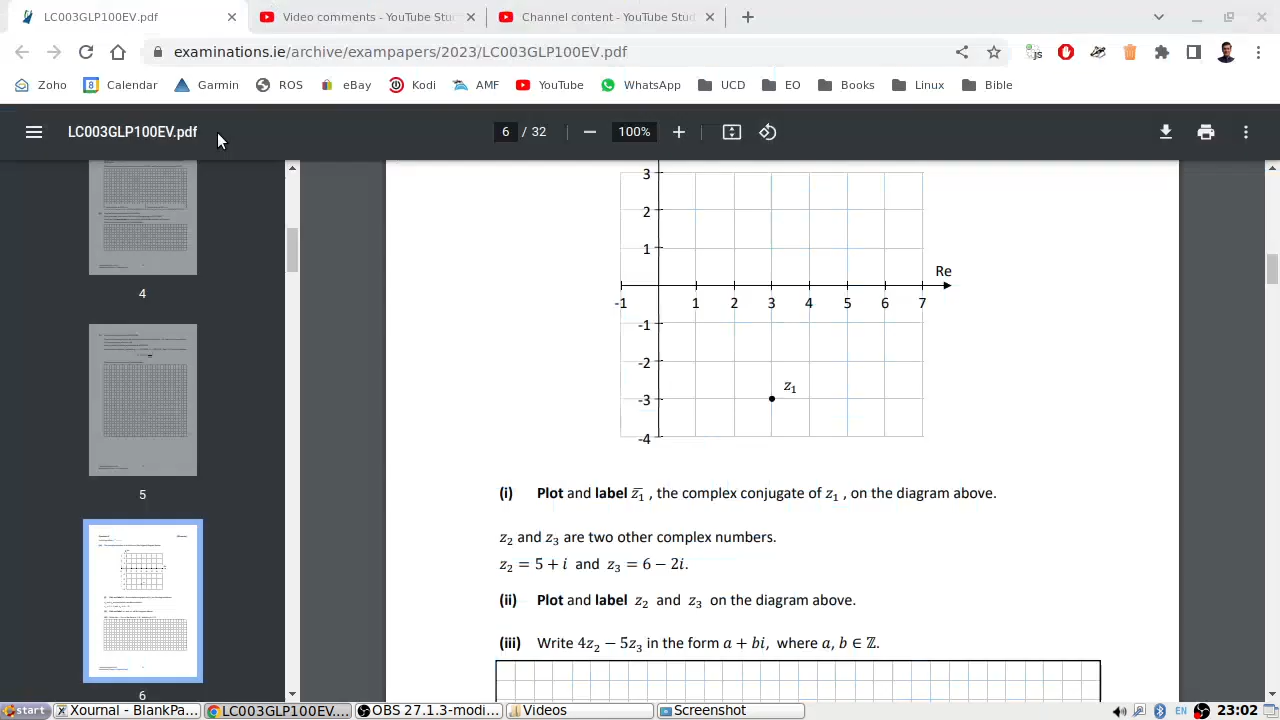 LC003GLP100EV.pdf
Video comments - YouTube Stu
Channel content - YouTube Stud
examinations.ie/archive/exampapers/2023/LC003GLP100EV.pdf
JS
Zoho
8 Calendar
Garmin
ROS
eBay
Kodi
AMF
YouTube
WhatsApp
UCD
EO
Books
Linux
Bible
LC003GLP100EV.pdf
6 / 32
100%
4
5
6
3
2
1
Re
-1 1 2 3 4 5 6 7
-1
-2
z₁
-3
-4
(i) Plot and label z̄₁ , the complex conjugate of z₁ , on the diagram above.
z₂ and z₃ are two other complex numbers.
z₂ = 5 + i and z₃ = 6 − 2i.
(ii) Plot and label z₂ and z₃ on the diagram above.
(iii) Write 4z₂ − 5z₃ in the form a + bi, where a, b ∈ ℤ.
start
Xournal - BlankPa...
LC003GLP100EV....
OBS 27.1.3-modi...
Videos
Screenshot
EN
23:02